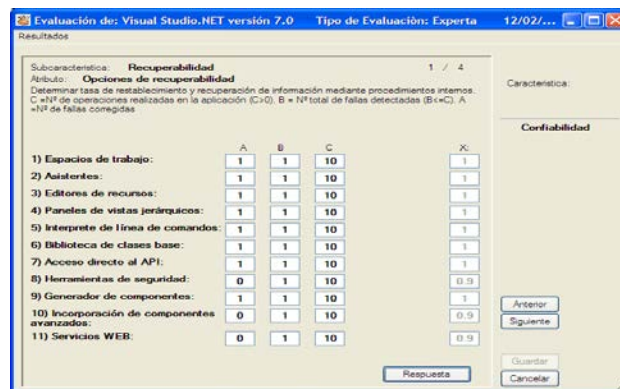 Evaluación de: Visual Studio.NET versión 7.0 Tipo de Evaluaciòn: Experta 12/02/...
Resultados
Subcaracterística: Recuperabilidad 1 / 4
Atributo: Opciones de recuperabilidad
Determinar tasa de restablecimiento y recuperación de información mediante procedimientos internos.
C =Nº de operaciones realizadas en la aplicación (C>0), B = Nº total de fallas detectadas (B<=C). A
=Nº de fallas corregidas
Característica:
Confiabilidad
A B C X:
1) Espacios de trabajo: 1 1 10 1
2) Asistentes: 1 1 10 1
3) Editores de recursos: 1 1 10 1
4) Paneles de vistas jerárquicos: 1 1 10 1
5) Interprete de línea de comandos: 1 1 10 1
6) Biblioteca de clases base: 1 1 10 1
7) Acceso directo al API: 1 1 10 1
8) Herramientas de seguridad: 0 1 10 0.9
9) Generador de componentes: 1 1 10 1
10) Incorporación de componentes
avanzados: 0 1 10 0.9
11) Servicios WEB: 0 1 10 0.9
Anterior
Siguiente
Respuesta
Guardar
Cancelar